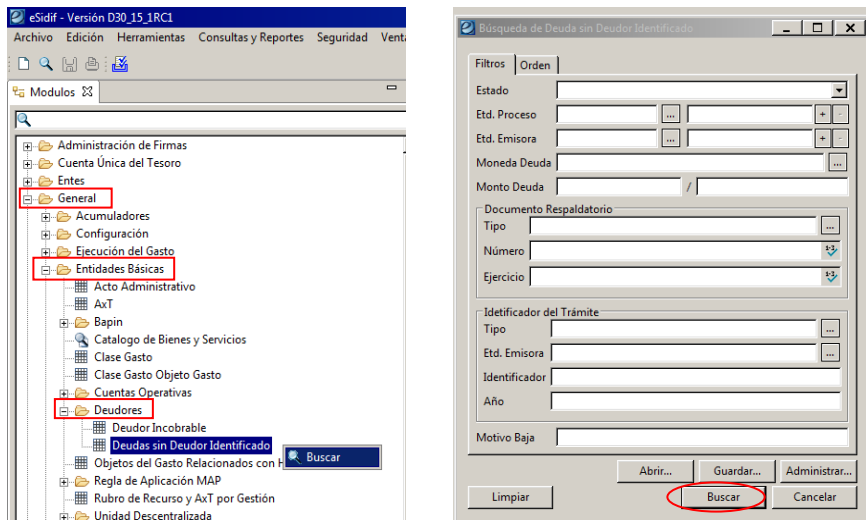 eSidif - Versión D30_15_1RC1
Archivo Edición Herramientas Consultas y Reportes Seguridad Venta
Modulos
Administración de Firmas
Cuenta Única del Tesoro
Entes
General
Acumuladores
Configuración
Ejecución del Gasto
Entidades Básicas
Acto Administrativo
AxT
Bapin
Catalogo de Bienes y Servicios
Clase Gasto
Clase Gasto Objeto Gasto
Cuentas Operativas
Deudores
Deudor Incobrable
Deudas sin Deudor Identificado
Buscar
Objetos del Gasto Relacionados con H
Regla de Aplicación MAP
Rubro de Recurso y AxT por Gestión
Unidad Descentralizada
Búsqueda de Deuda sin Deudor Identificado
Filtros Orden
Estado
Etd. Proceso ... + -
Etd. Emisora ... + -
Moneda Deuda ...
Monto Deuda /
Documento Respaldatorio
Tipo ...
Número
Ejercicio
Idetificador del Trámite
Tipo ...
Etd. Emisora ...
Identificador
Año
Motivo Baja
Abrir... Guardar... Administrar...
Limpiar Buscar Cancelar